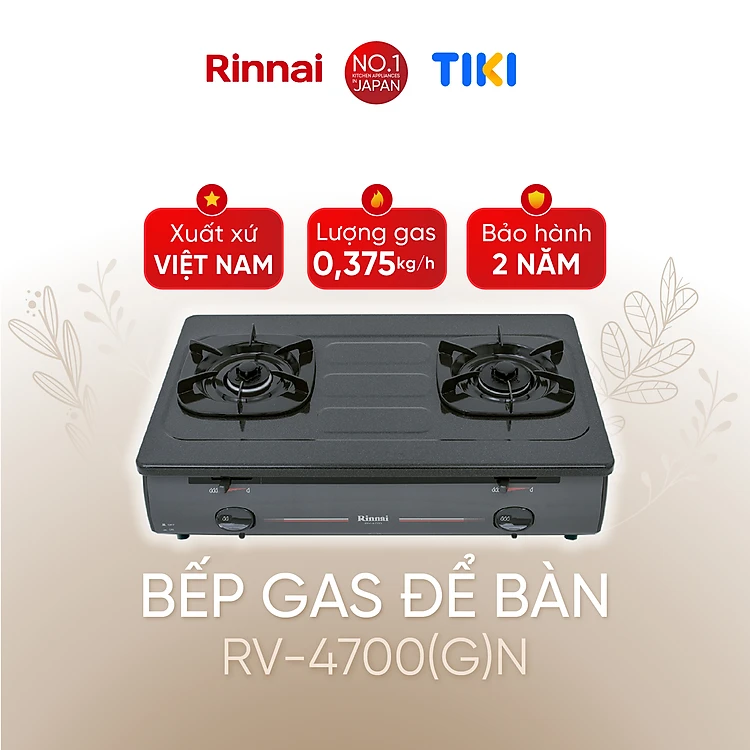 Rinnai
NO.1
KITCHEN APPLIANCES
IN JAPAN
TIKI
Xuất xứ
VIỆT NAM
Lượng gas
0,375kg/h
Bảo hành
2 NĂM
Rinnai
BẾP GAS ĐỂ BÀN
RV-4700(G)N